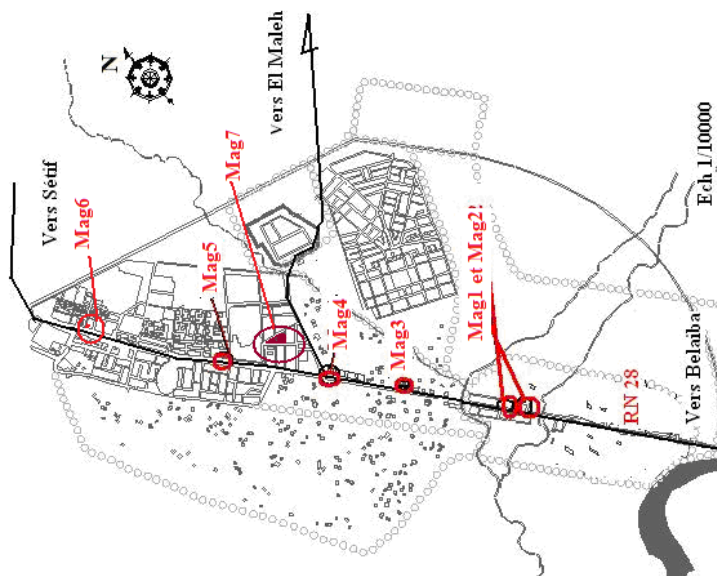 N
Vers Sétif
Vers El Maleh
Mag6
Mag7
Mag5
Mag4
Mag3
Mag1 et Mag2!
RN 28
Vers Belaiba
Ech 1/10000